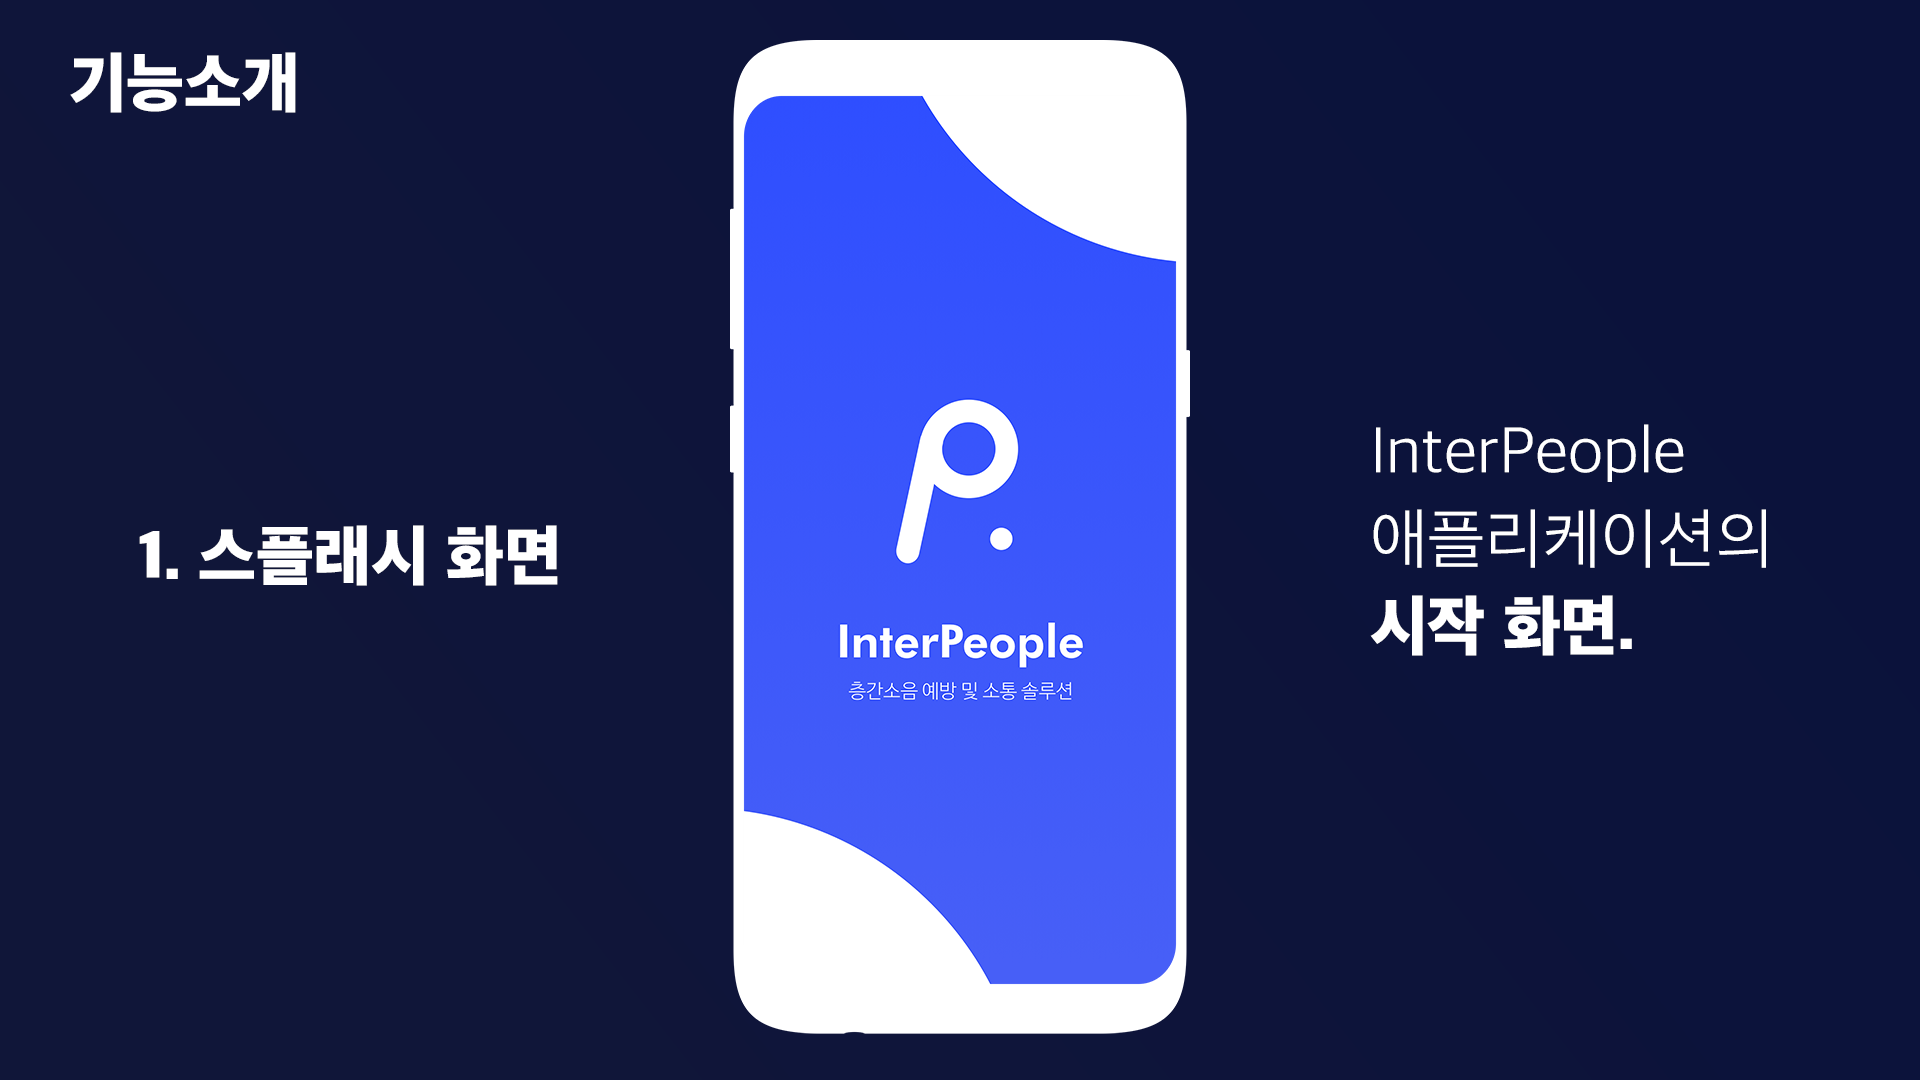 기능소개
1. 스플래시 화면
P.
InterPeople
층간소음 예방 및 소통 솔루션
InterPeople
애플리케이션의
시작 화면.